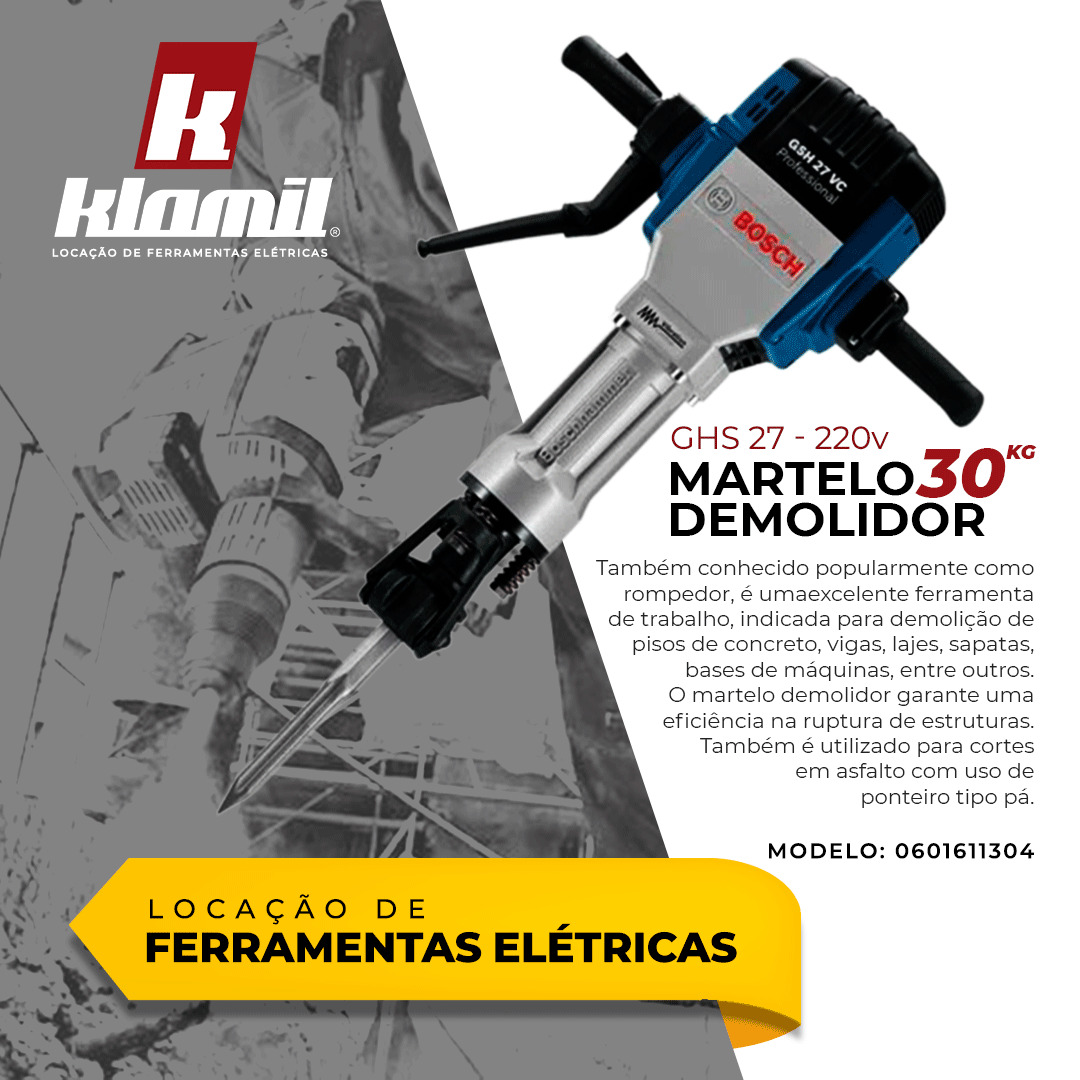 k
klamil®
LOCAÇÃO DE FERRAMENTAS ELÉTRICAS
GSH 27 VC
Professional
BOSCH
Boschhammer
GHS 27 - 220v
MARTELO 30 KG
DEMOLIDOR
Também conhecido popularmente como
rompedor, é umaexcelente ferramenta
de trabalho, indicada para demolição de
pisos de concreto, vigas, lajes, sapatas,
bases de máquinas, entre outros.
O martelo demolidor garante uma
eficiência na ruptura de estruturas.
Também é utilizado para cortes
em asfalto com uso de
ponteiro tipo pá.
MODELO: 0601611304
LOCAÇÃO DE
FERRAMENTAS ELÉTRICAS